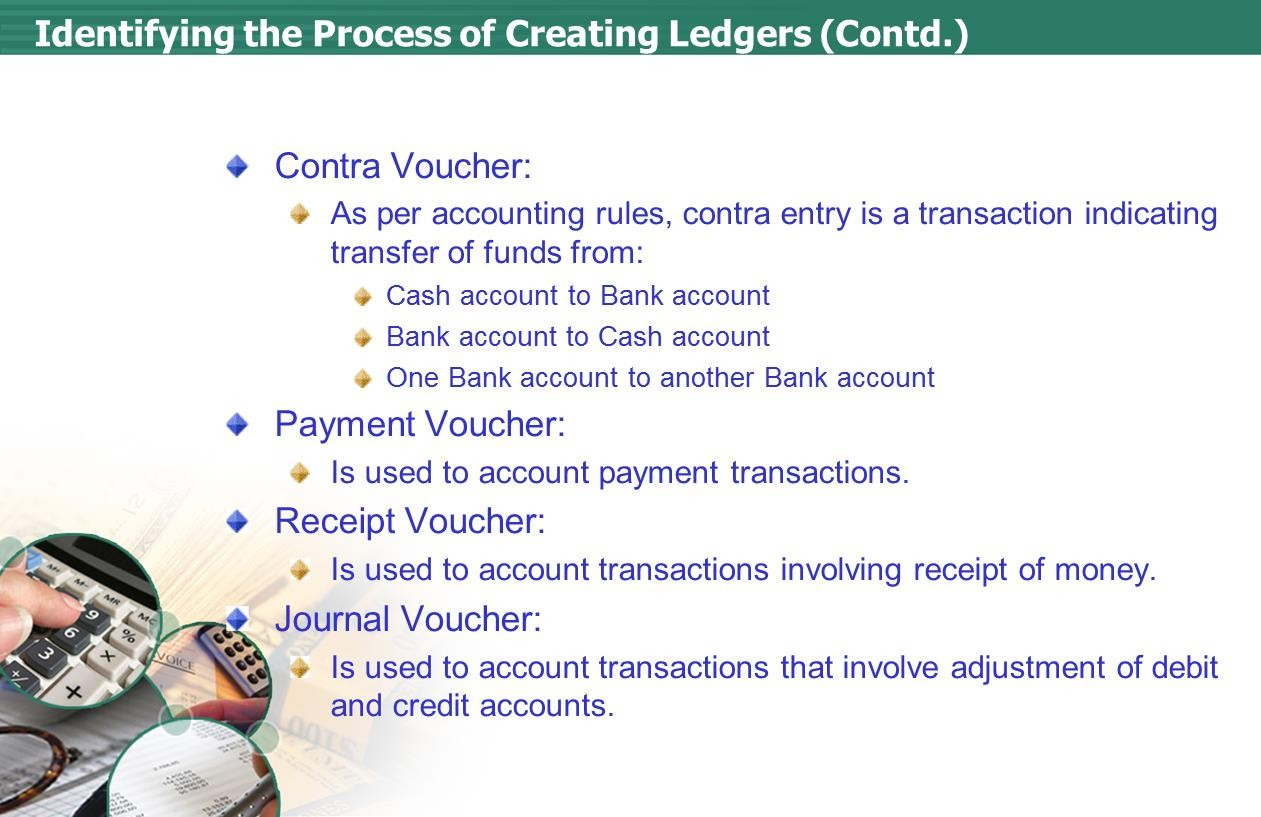 Identifying the Process of Creating Ledgers (Contd.)
Contra Voucher:
As per accounting rules, contra entry is a transaction indicating
transfer of funds from:
Cash account to Bank account
Bank account to Cash account
One Bank account to another Bank account
Payment Voucher:
Is used to account payment transactions.
Receipt Voucher:
Is used to account transactions involving receipt of money.
Journal Voucher:
Is used to account transactions that involve adjustment of debit
and credit accounts.